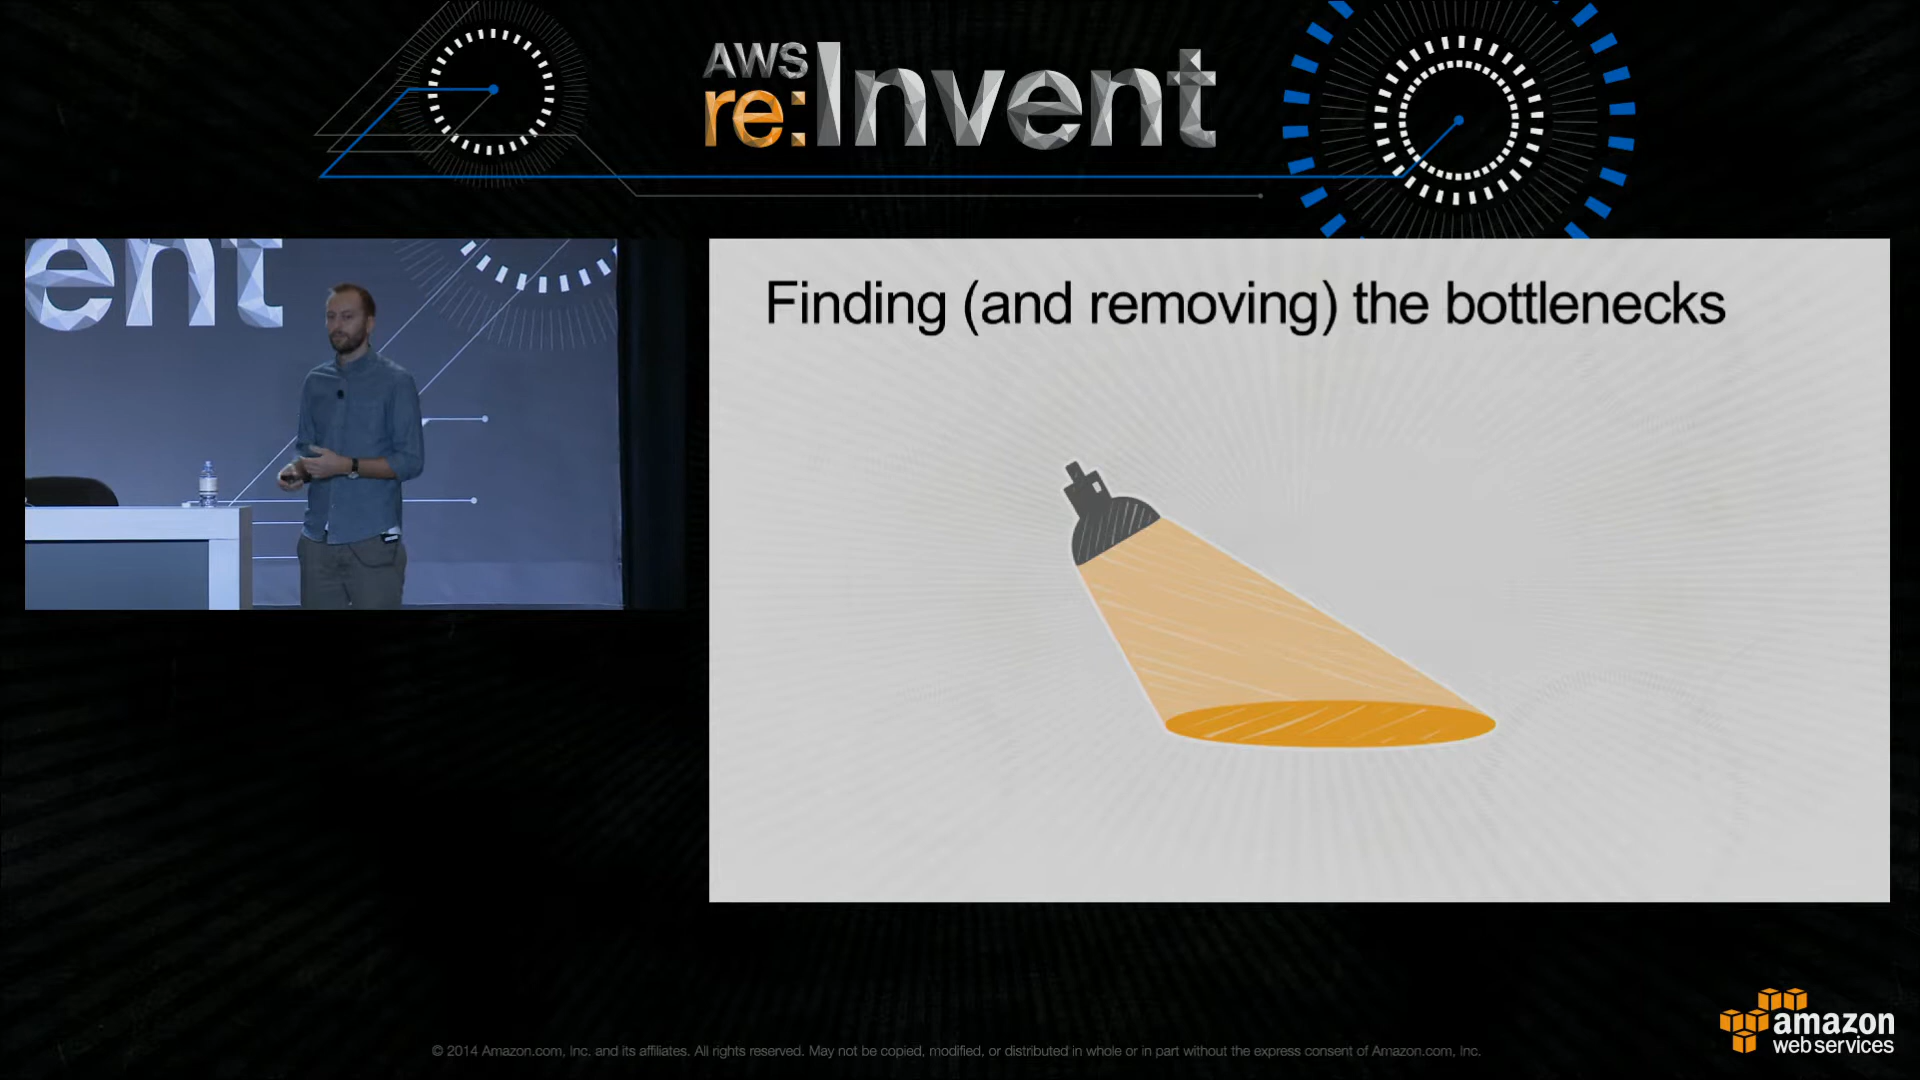 AWS
re:Invent
ent
Finding (and removing) the bottlenecks
amazon
web services
© 2014 Amazon.com, Inc. and its affiliates. All rights reserved. May not be copied, modified, or distributed in whole or in part without the express consent of Amazon.com, Inc.